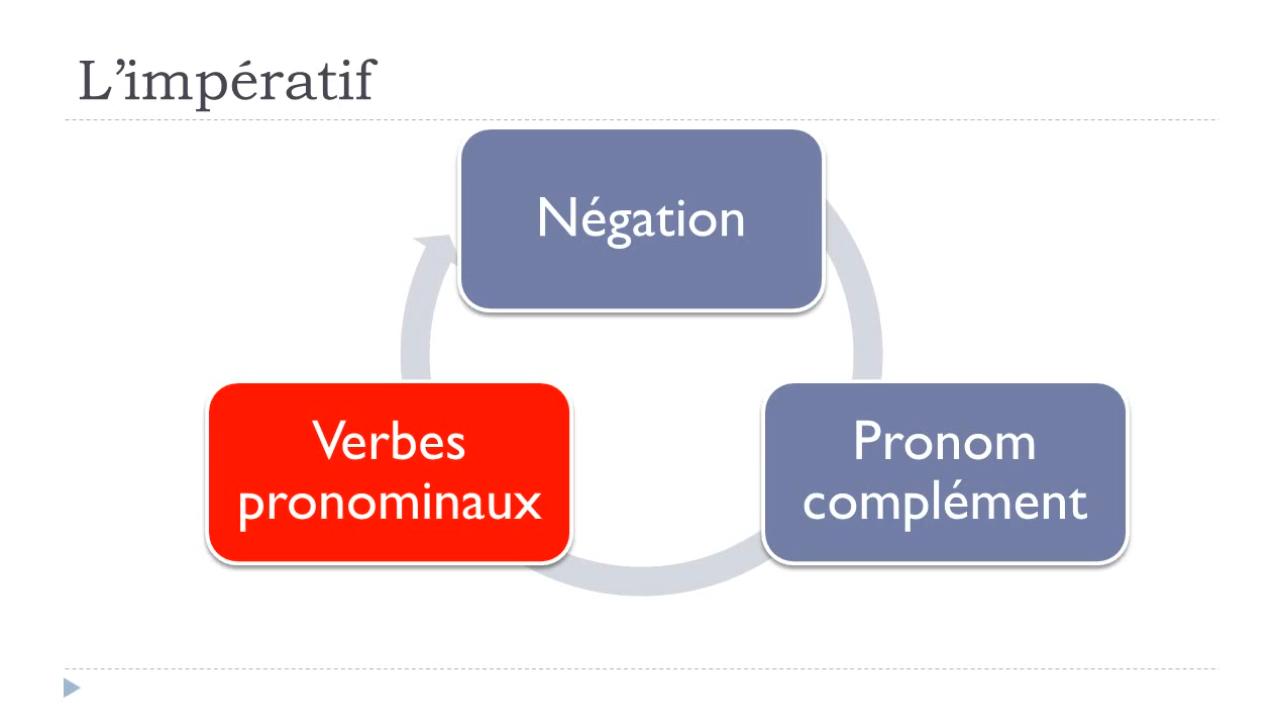 L’impératif
Négation
Verbes
pronominaux
Pronom
complément